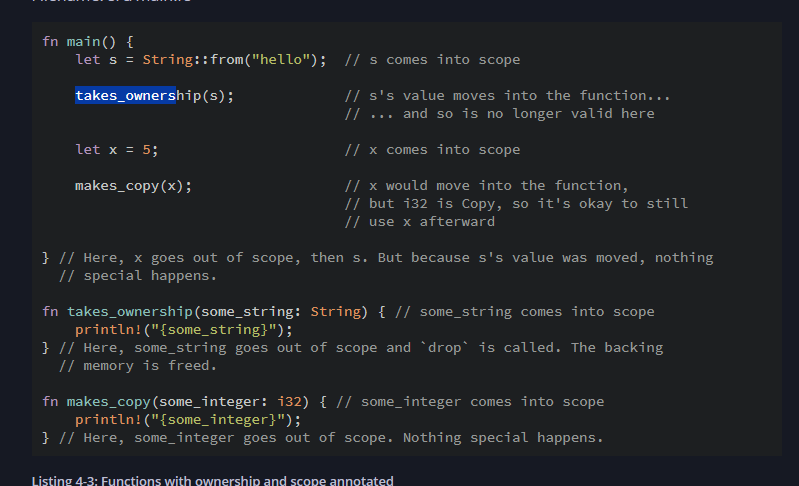 fn main() {
    let s = String::from("hello");  // s comes into scope
    takes_ownership(s);             // s's value moves into the function...
                                    // ... and so is no longer valid here
    let x = 5;                      // x comes into scope
    makes_copy(x);                  // x would move into the function,
                                    // but i32 is Copy, so it's okay to still
                                    // use x afterward
} // Here, x goes out of scope, then s. But because s's value was moved, nothing
  // special happens.
fn takes_ownership(some_string: String) { // some_string comes into scope
    println!("{some_string}");
} // Here, some_string goes out of scope and `drop` is called. The backing
  // memory is freed.
fn makes_copy(some_integer: i32) { // some_integer comes into scope
    println!("{some_integer}");
} // Here, some_integer goes out of scope. Nothing special happens.
Listing 4-3: Functions with ownership and scope annotated